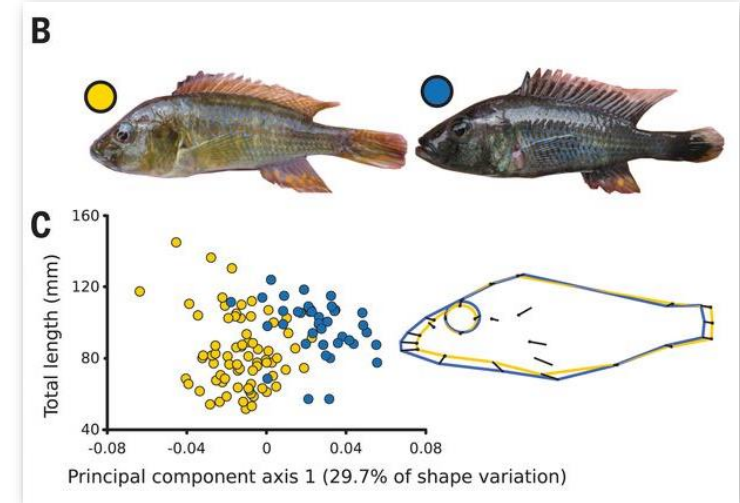 B
C
160
120
80
40
Total length (mm)
-0.08 -0.04 0 0.04 0.08
Principal component axis 1 (29.7% of shape variation)